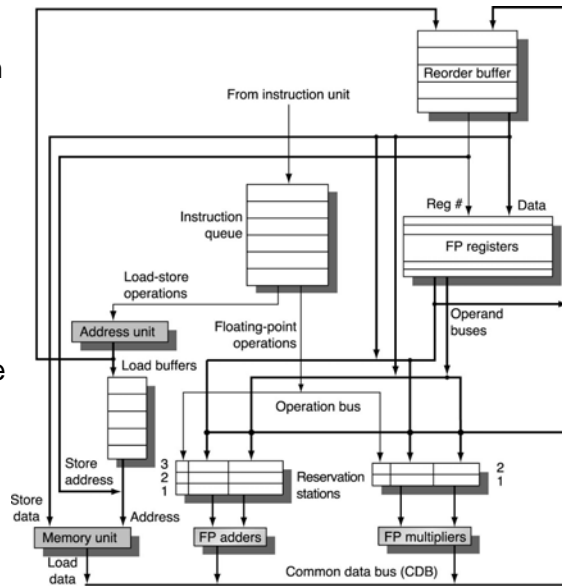 n
Reorder buffer
From instruction unit
Reg #
Data
Instruction
queue
FP registers
Load-store
operations
Operand
buses
Floating-point
operations
Address unit
Load buffers
e
Operation bus
Store
address
3
2
1
Reservation
stations
2
1
Store
data
Address
Memory unit
FP adders
FP multipliers
Load
data
Common data bus (CDB)